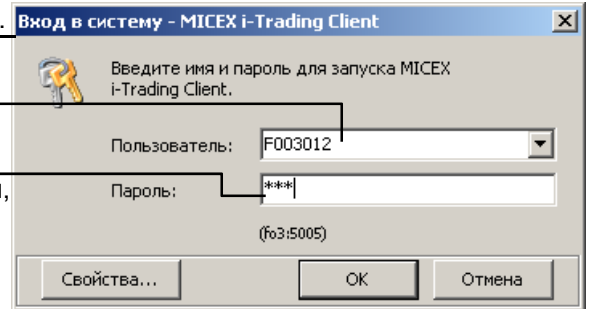 Вход в систему - MICEX i-Trading Client
Введите имя и пароль для запуска MICEX
i-Trading Client.
Пользователь: F003012
Пароль: ***
(fo3:5005)
Свойства... OK Отмена